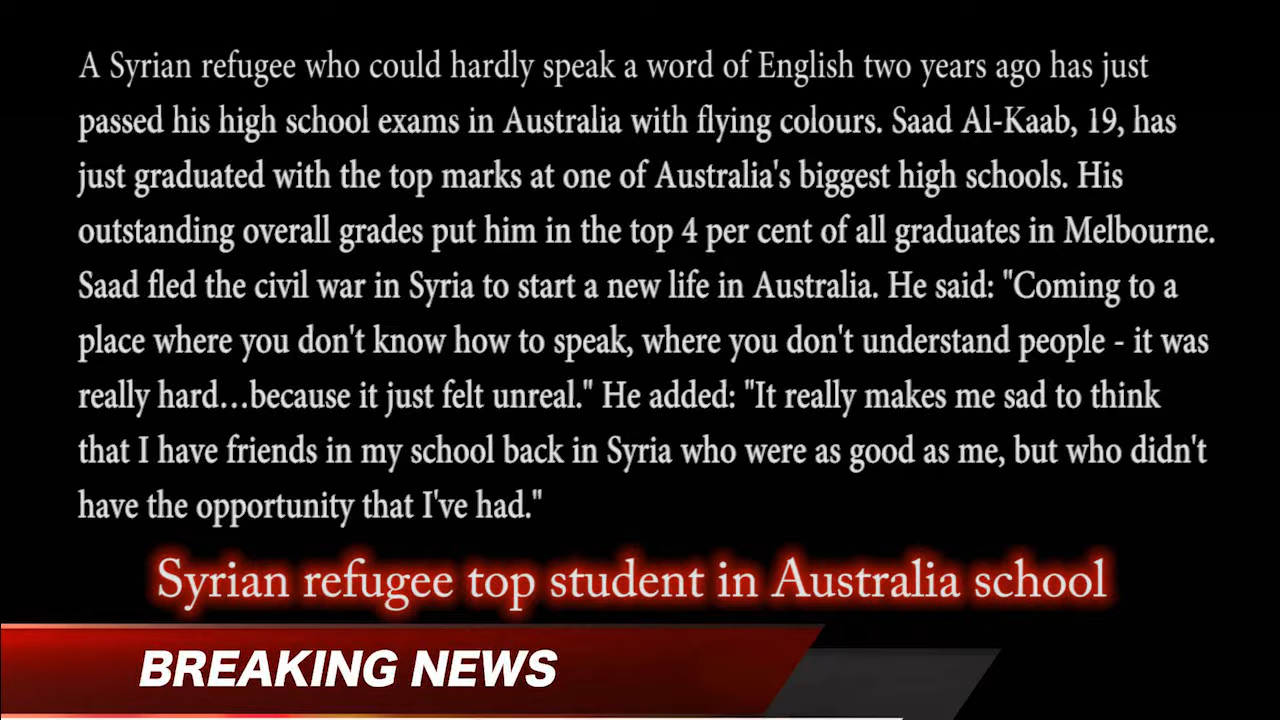 A Syrian refugee who could hardly speak a word of English two years ago has just
passed his high school exams in Australia with flying colours. Saad Al-Kaab, 19, has
just graduated with the top marks at one of Australia's biggest high schools. His
outstanding overall grades put him in the top 4 per cent of all graduates in Melbourne.
Saad fled the civil war in Syria to start a new life in Australia. He said: "Coming to a
place where you don't know how to speak, where you don't understand people - it was
really hard…because it just felt unreal." He added: "It really makes me sad to think
that I have friends in my school back in Syria who were as good as me, but who didn't
have the opportunity that I've had."
Syrian refugee top student in Australia school
BREAKING NEWS